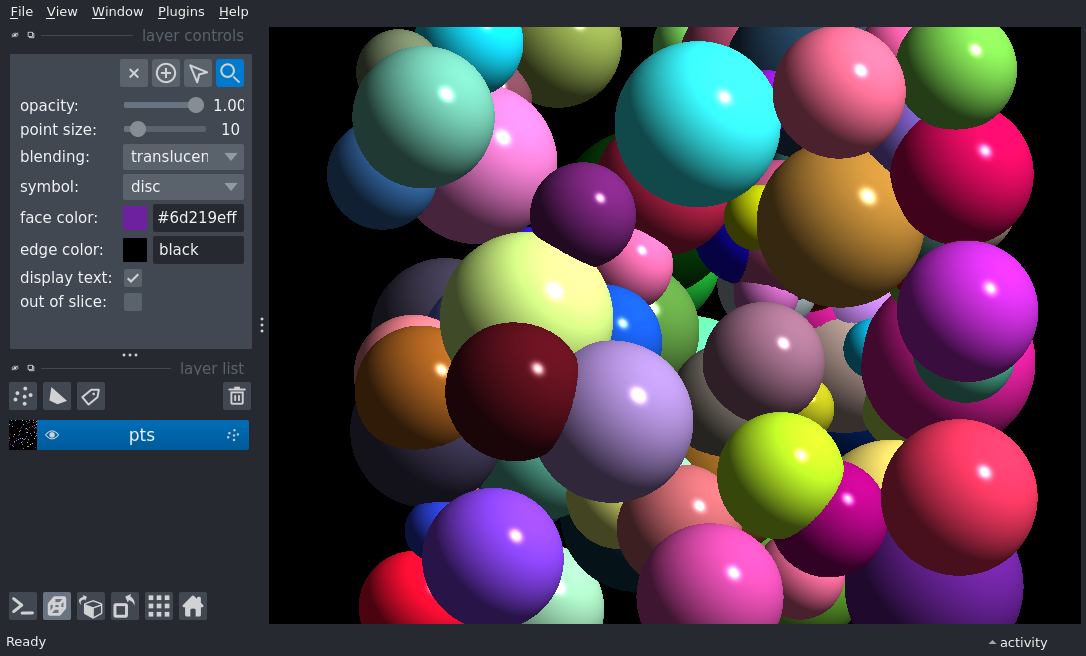 File View Window Plugins Help
layer controls
opacity: 1.00
point size: 10
blending: translucen
symbol: disc
face color: #6d219eff
edge color: black
display text:
out of slice:
layer list
pts
Ready
activity